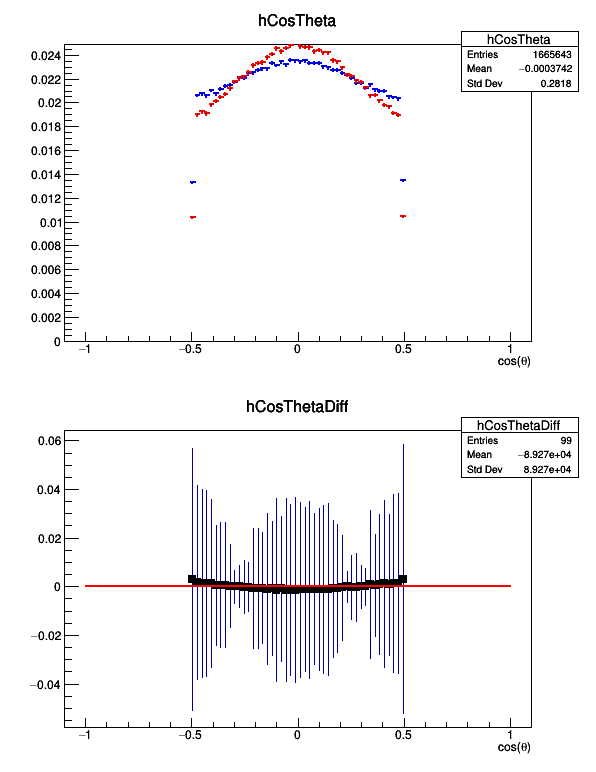 hCosTheta
hCosTheta
Entries 1665643
Mean −0.0003742
Std Dev 0.2818
0.024
0.022
0.02
0.018
0.016
0.014
0.012
0.01
0.008
0.006
0.004
0.002
0
−1 −0.5 0 0.5 1
cos(θ)
hCosThetaDiff
hCosThetaDiff
Entries 99
Mean −8.927e+04
Std Dev 8.927e+04
0.06
0.04
0.02
0
−0.02
−0.04
−1 −0.5 0 0.5 1
cos(θ)